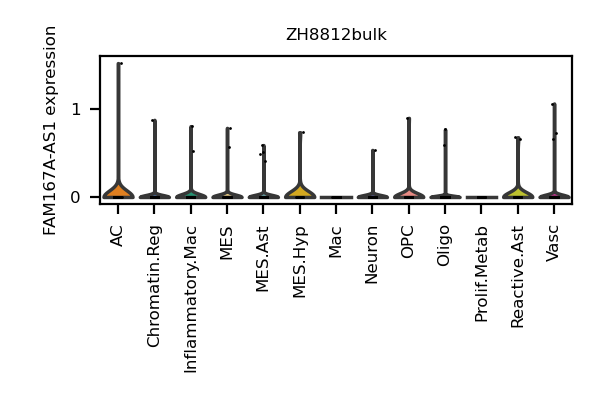 ZH8812bulk
FAM167A-AS1 expression
1
0
AC
Chromatin.Reg
Inflammatory.Mac
MES
MES.Ast
MES.Hyp
Mac
Neuron
OPC
Oligo
Prolif.Metab
Reactive.Ast
Vasc